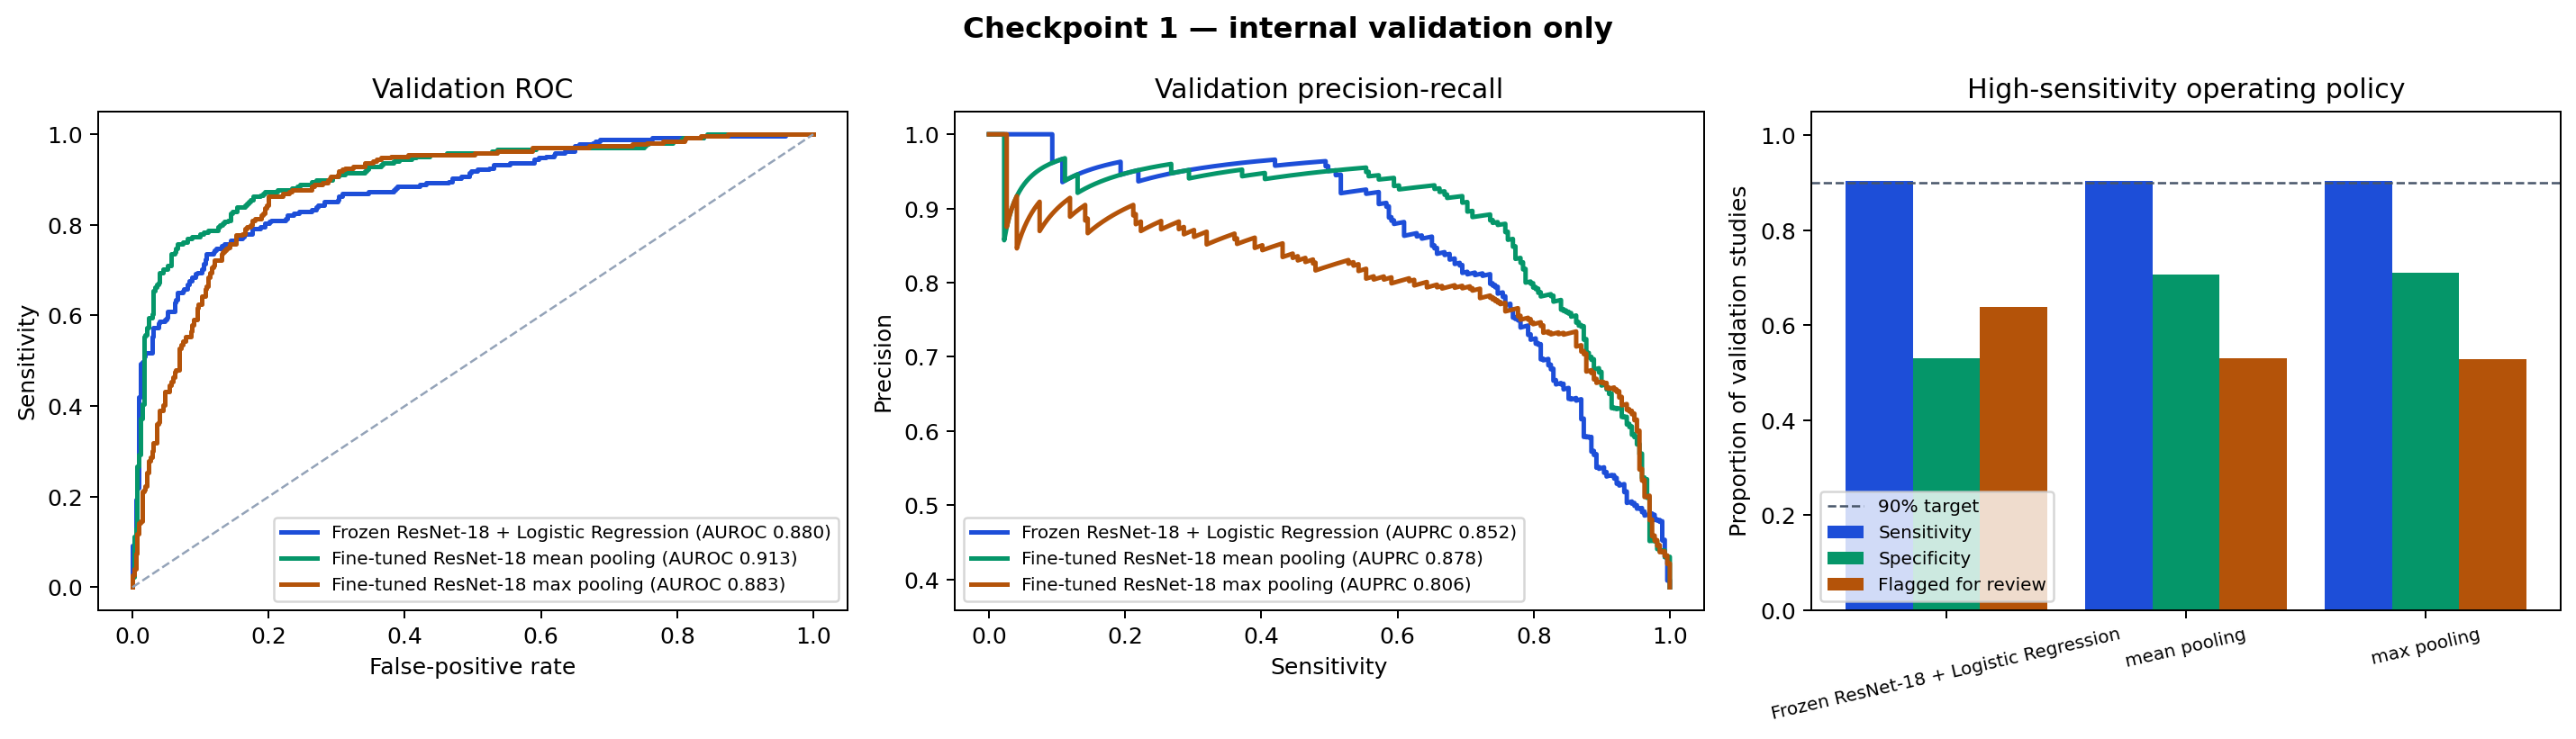 Checkpoint 1 — internal validation only
Validation ROC
Sensitivity
1.0
0.8
0.6
0.4
0.2
0.0
0.0 0.2 0.4 0.6 0.8 1.0
False-positive rate
Frozen ResNet-18 + Logistic Regression (AUROC 0.880)
Fine-tuned ResNet-18 mean pooling (AUROC 0.913)
Fine-tuned ResNet-18 max pooling (AUROC 0.883)
Validation precision-recall
Precision
1.0
0.9
0.8
0.7
0.6
0.5
0.4
0.0 0.2 0.4 0.6 0.8 1.0
Sensitivity
Frozen ResNet-18 + Logistic Regression (AUPRC 0.852)
Fine-tuned ResNet-18 mean pooling (AUPRC 0.878)
Fine-tuned ResNet-18 max pooling (AUPRC 0.806)
High-sensitivity operating policy
Proportion of validation studies
1.0
0.8
0.6
0.4
0.2
0.0
90% target
Sensitivity
Specificity
Flagged for review
Frozen ResNet-18 + Logistic Regression
mean pooling
max pooling